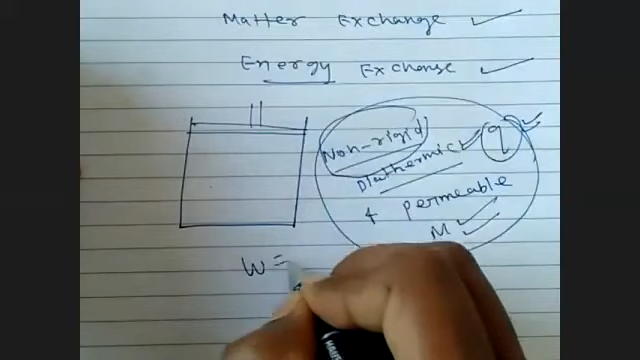 Matter Exchange ✓
Energy Exchange ✓
Non-rigid
Diathermic ✓ q ✓
& permeable
M ✓
W =